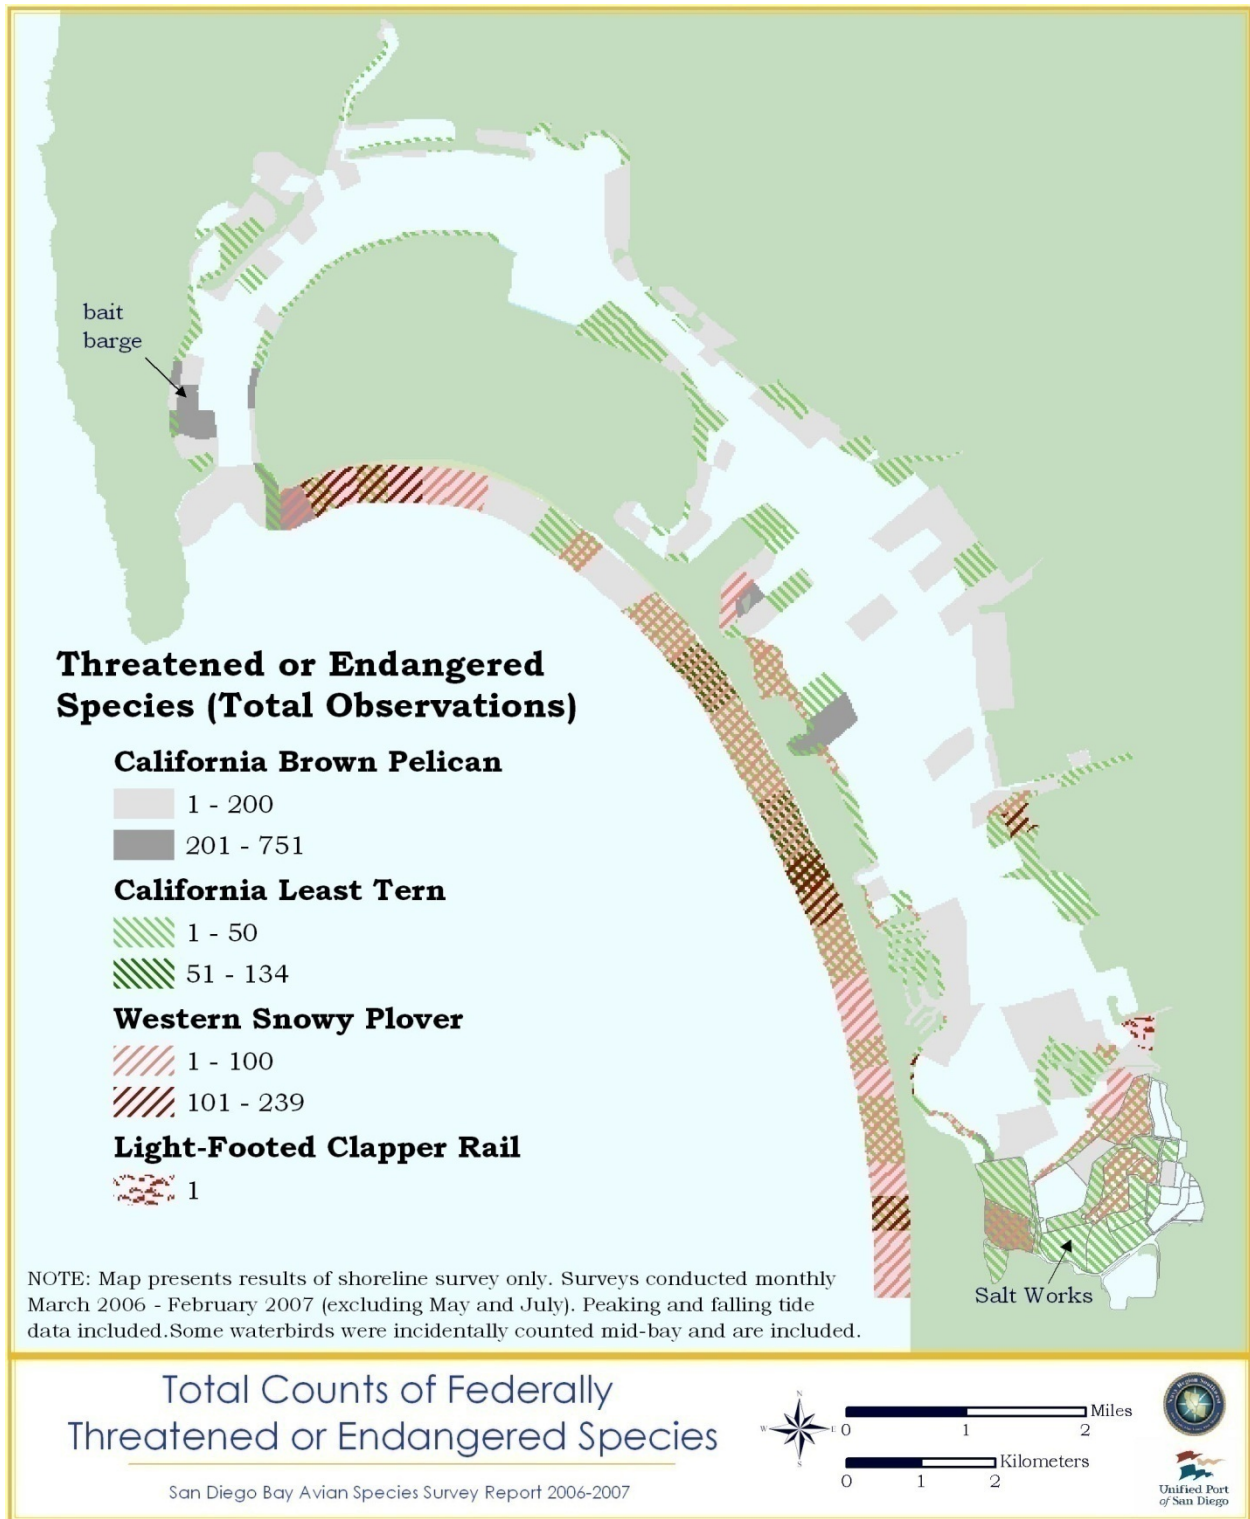 bait
barge
Threatened or Endangered
Species (Total Observations)
California Brown Pelican
1 - 200
201 - 751
California Least Tern
1 - 50
51 - 134
Western Snowy Plover
1 - 100
101 - 239
Light-Footed Clapper Rail
1
Salt Works
NOTE: Map presents results of shoreline survey only. Surveys conducted monthly
March 2006 - February 2007 (excluding May and July). Peaking and falling tide
data included.Some waterbirds were incidentally counted mid-bay and are included.
Total Counts of Federally
Threatened or Endangered Species
San Diego Bay Avian Species Survey Report 2006-2007
N
W E
S
Miles
0 1 2
Kilometers
0 1 2
Navy Region Southwest
Unified Port
of San Diego